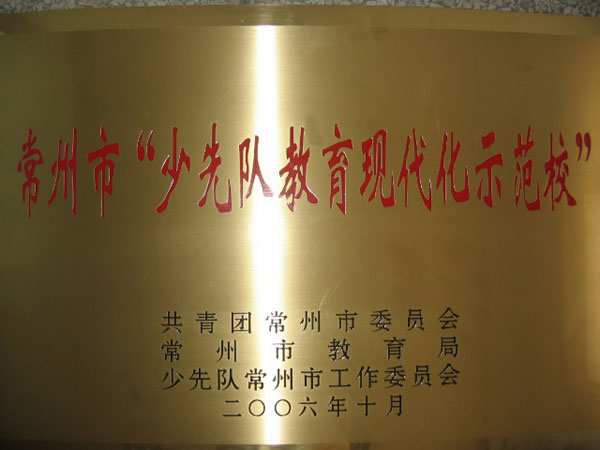 常州市“少先队教育现代化示范校”
共青团常州市委员会
常州市教育局
少先队常州市工作委员会
二〇〇六年十月